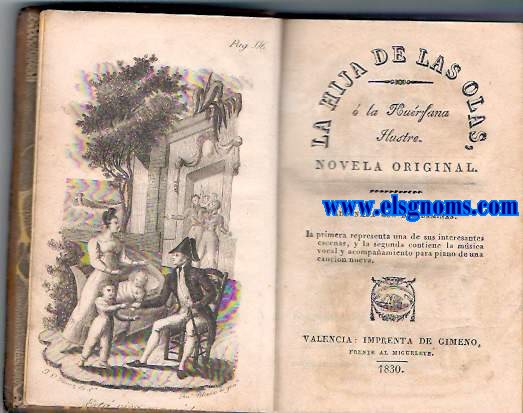 Pag. 116.
LA HIJA DE LAS OLAS,
ó la Huérfana
Ilustre.
NOVELA ORIGINAL.
www.elsgnoms.com
la primera representa una de sus interesantes
escenas, y la segunda contiene la música
vocal y acompañamiento para piano de una
cancion nueva.
VALENCIA: IMPRENTA DE GIMENO,
FRENTE AL MIGUELETE.
1830.